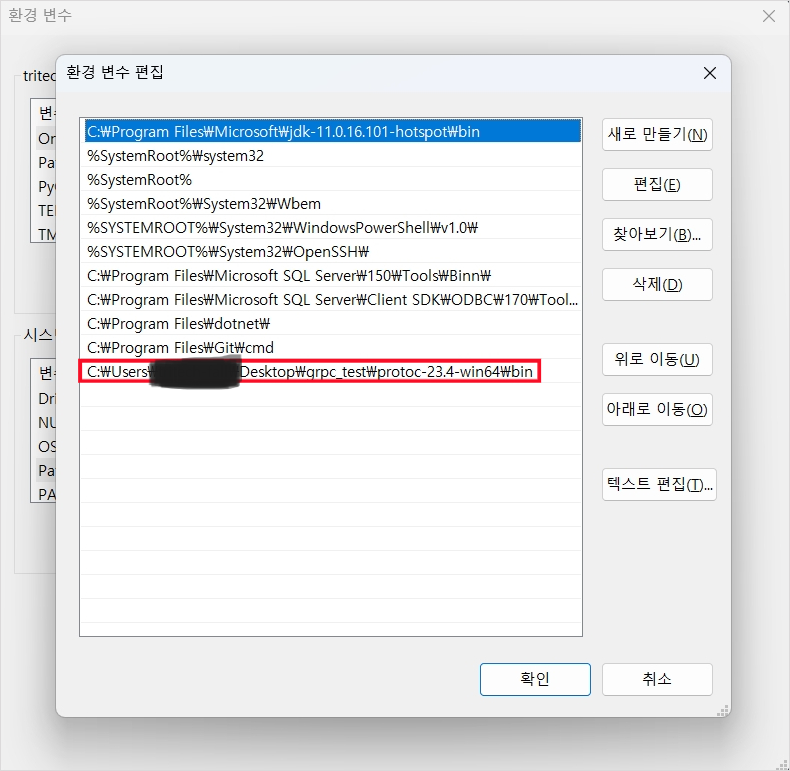 환경 변수
환경 변수 편집
tritec
변
On
Pa
Py
TE
TM
시스
변
Dri
NU
OS
Pa
PA
C:₩Program Files₩Microsoft₩jdk-11.0.16.101-hotspot₩bin
%SystemRoot%₩system32
%SystemRoot%
%SystemRoot%₩System32₩Wbem
%SYSTEMROOT%₩System32₩WindowsPowerShell₩v1.0₩
%SYSTEMROOT%₩System32₩OpenSSH₩
C:₩Program Files₩Microsoft SQL Server₩150₩Tools₩Binn₩
C:₩Program Files₩Microsoft SQL Server₩Client SDK₩ODBC₩170₩Tool...
C:₩Program Files₩dotnet₩
C:₩Program Files₩Git₩cmd
C:₩Users₩ Desktop₩grpc_test₩protoc-23.4-win64₩bin
새로 만들기(N)
편집(E)
찾아보기(B)...
삭제(D)
위로 이동(U)
아래로 이동(O)
텍스트 편집(T)...
확인
취소